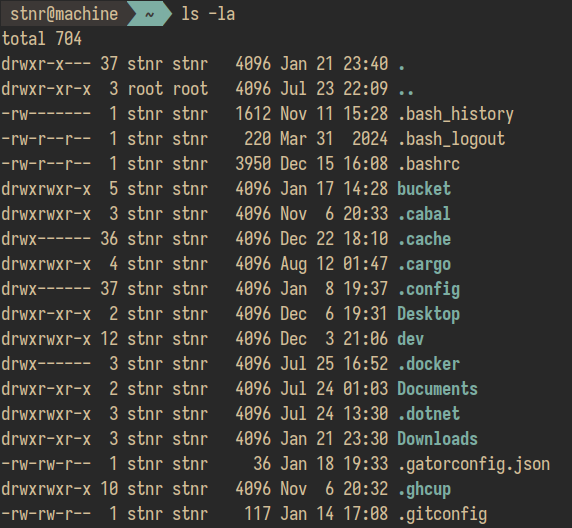 stnr@machine ~ ls -la
total 704
drwxr-x--- 37 stnr stnr   4096 Jan 21 23:40 .
drwxr-xr-x  3 root root   4096 Jul 23 22:09 ..
-rw-------  1 stnr stnr   1612 Nov 11 15:28 .bash_history
-rw-r--r--  1 stnr stnr    220 Mar 31  2024 .bash_logout
-rw-r--r--  1 stnr stnr   3950 Dec 15 16:08 .bashrc
drwxrwxr-x  5 stnr stnr   4096 Jan 17 14:28 bucket
drwxrwxr-x  3 stnr stnr   4096 Nov  6 20:33 .cabal
drwx------ 36 stnr stnr   4096 Dec 22 18:10 .cache
drwxrwxr-x  4 stnr stnr   4096 Aug 12 01:47 .cargo
drwx------ 37 stnr stnr   4096 Jan  8 19:37 .config
drwxr-xr-x  2 stnr stnr   4096 Dec  6 19:31 Desktop
drwxrwxr-x 12 stnr stnr   4096 Dec  3 21:06 dev
drwx------  3 stnr stnr   4096 Jul 25 16:52 .docker
drwxr-xr-x  2 stnr stnr   4096 Jul 24 01:03 Documents
drwxrwxr-x  3 stnr stnr   4096 Jul 24 13:30 .dotnet
drwxr-xr-x  3 stnr stnr   4096 Jan 21 23:30 Downloads
-rw-rw-r--  1 stnr stnr     36 Jan 18 19:33 .gatorconfig.json
drwxrwxr-x 10 stnr stnr   4096 Nov  6 20:32 .ghcup
-rw-rw-r--  1 stnr stnr    117 Jan 14 17:08 .gitconfig